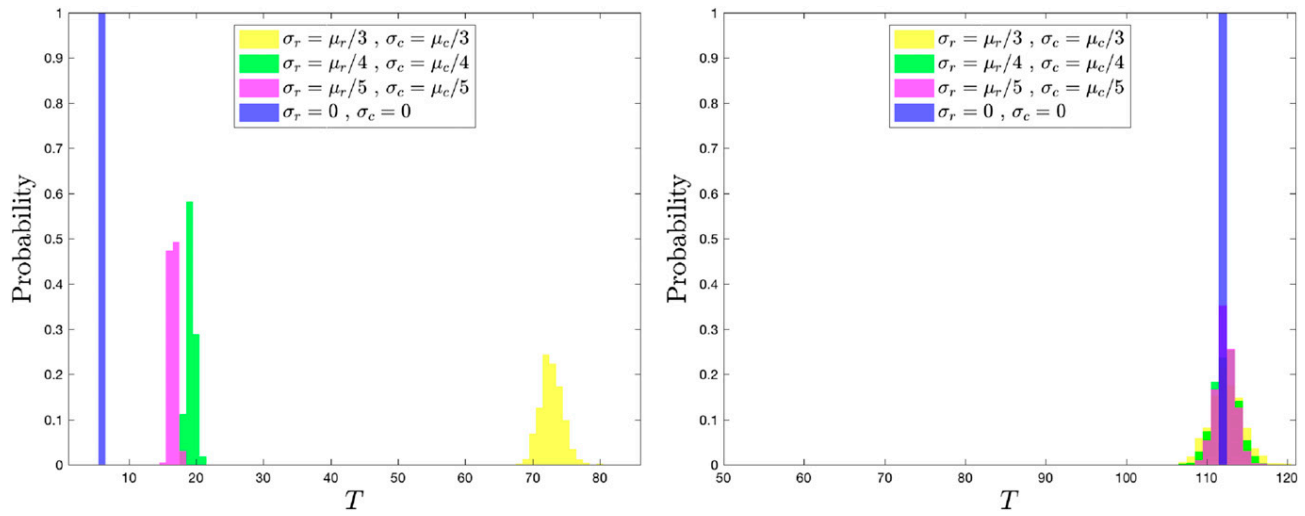 1
0.9
0.8
0.7
0.6
0.5
0.4
0.3
0.2
0.1
0
Probability
σr = μr/3 , σc = μc/3
σr = μr/4 , σc = μc/4
σr = μr/5 , σc = μc/5
σr = 0 , σc = 0
10 20 30 40 50 60 70 80
T
1
0.9
0.8
0.7
0.6
0.5
0.4
0.3
0.2
0.1
0
Probability
σr = μr/3 , σc = μc/3
σr = μr/4 , σc = μc/4
σr = μr/5 , σc = μc/5
σr = 0 , σc = 0
50 60 70 80 90 100 110 120
T